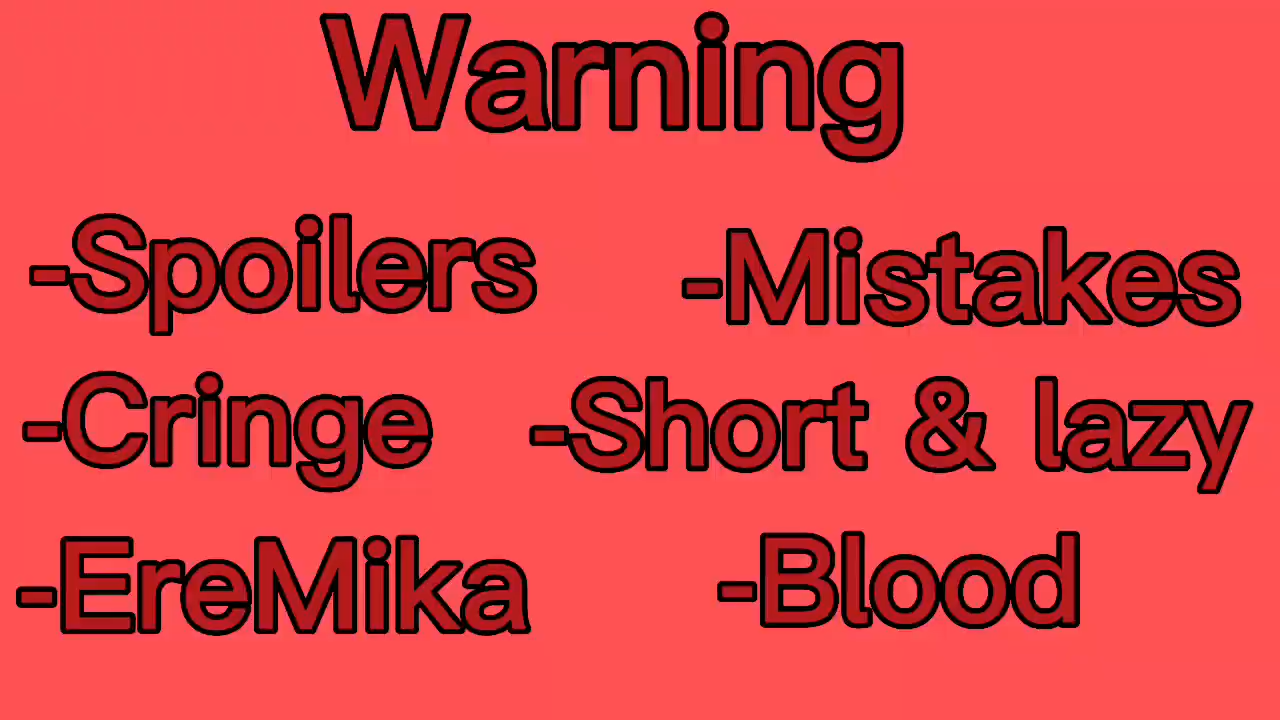 Warning
-Spoilers
-Mistakes
-Cringe
-Short & lazy
-EreMika
-Blood